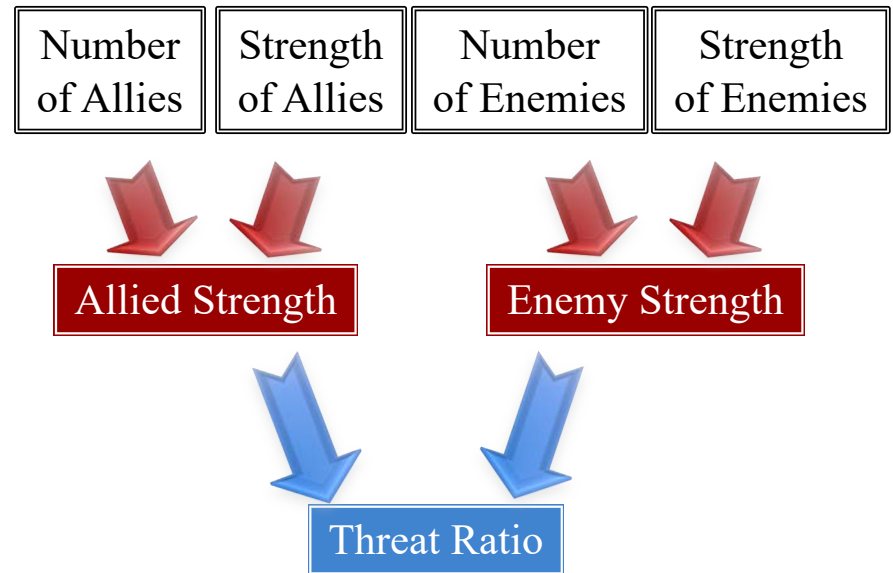 Number
of Allies
Strength
of Allies
Number
of Enemies
Strength
of Enemies
Allied Strength
Enemy Strength
Threat Ratio